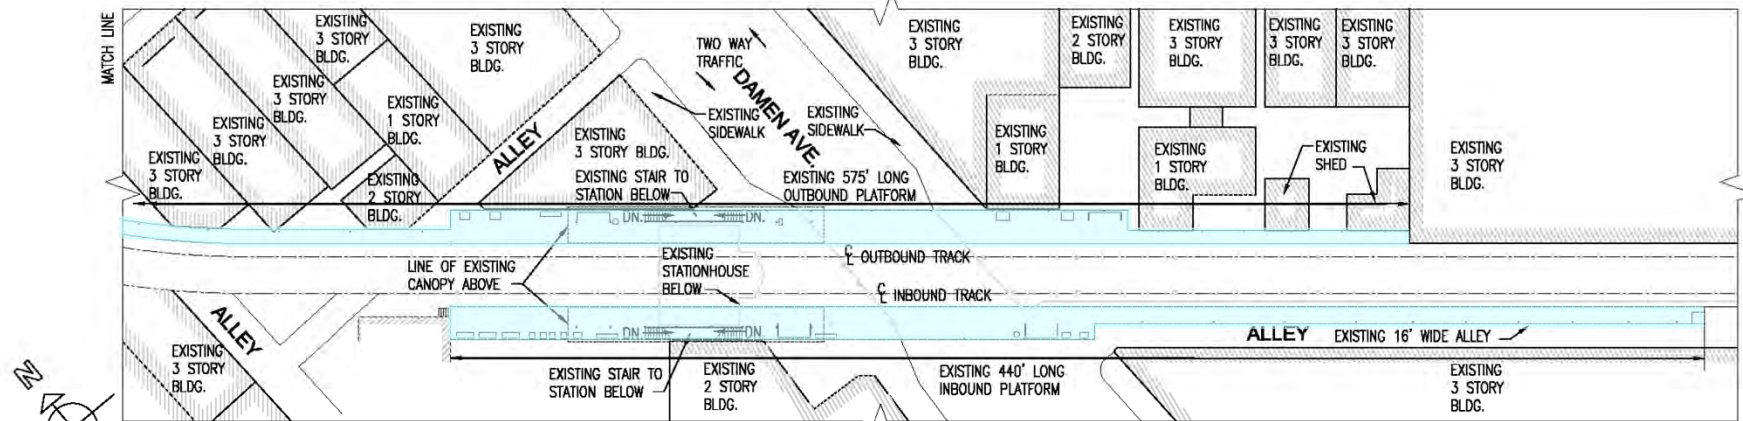 MATCH LINE
EXISTING
3 STORY
BLDG.
EXISTING
3 STORY
BLDG.
EXISTING
3 STORY
BLDG.
EXISTING
1 STORY
BLDG.
EXISTING
3 STORY
BLDG.
EXISTING
3 STORY
BLDG.
EXISTING
2 STORY
BLDG.
ALLEY
EXISTING
3 STORY BLDG.
EXISTING STAIR TO
STATION BELOW
TWO WAY
TRAFFIC
DAMEN AVE.
EXISTING
SIDEWALK
EXISTING
SIDEWALK
EXISTING 575' LONG
OUTBOUND PLATFORM
EXISTING
3 STORY
BLDG.
EXISTING
2 STORY
BLDG.
EXISTING
3 STORY
BLDG.
EXISTING
3 STORY
BLDG.
EXISTING
3 STORY
BLDG.
EXISTING
1 STORY
BLDG.
EXISTING
1 STORY
BLDG.
EXISTING
SHED
EXISTING
3 STORY
BLDG.
DN.
DN.
LINE OF EXISTING
CANOPY ABOVE
EXISTING
STATIONHOUSE
BELOW
CL OUTBOUND TRACK
CL INBOUND TRACK
DN.
DN.
ALLEY
EXISTING
3 STORY
BLDG.
EXISTING STAIR TO
STATION BELOW
EXISTING
2 STORY
BLDG.
EXISTING 440' LONG
INBOUND PLATFORM
ALLEY
EXISTING 16' WIDE ALLEY
EXISTING
3 STORY
BLDG.
N